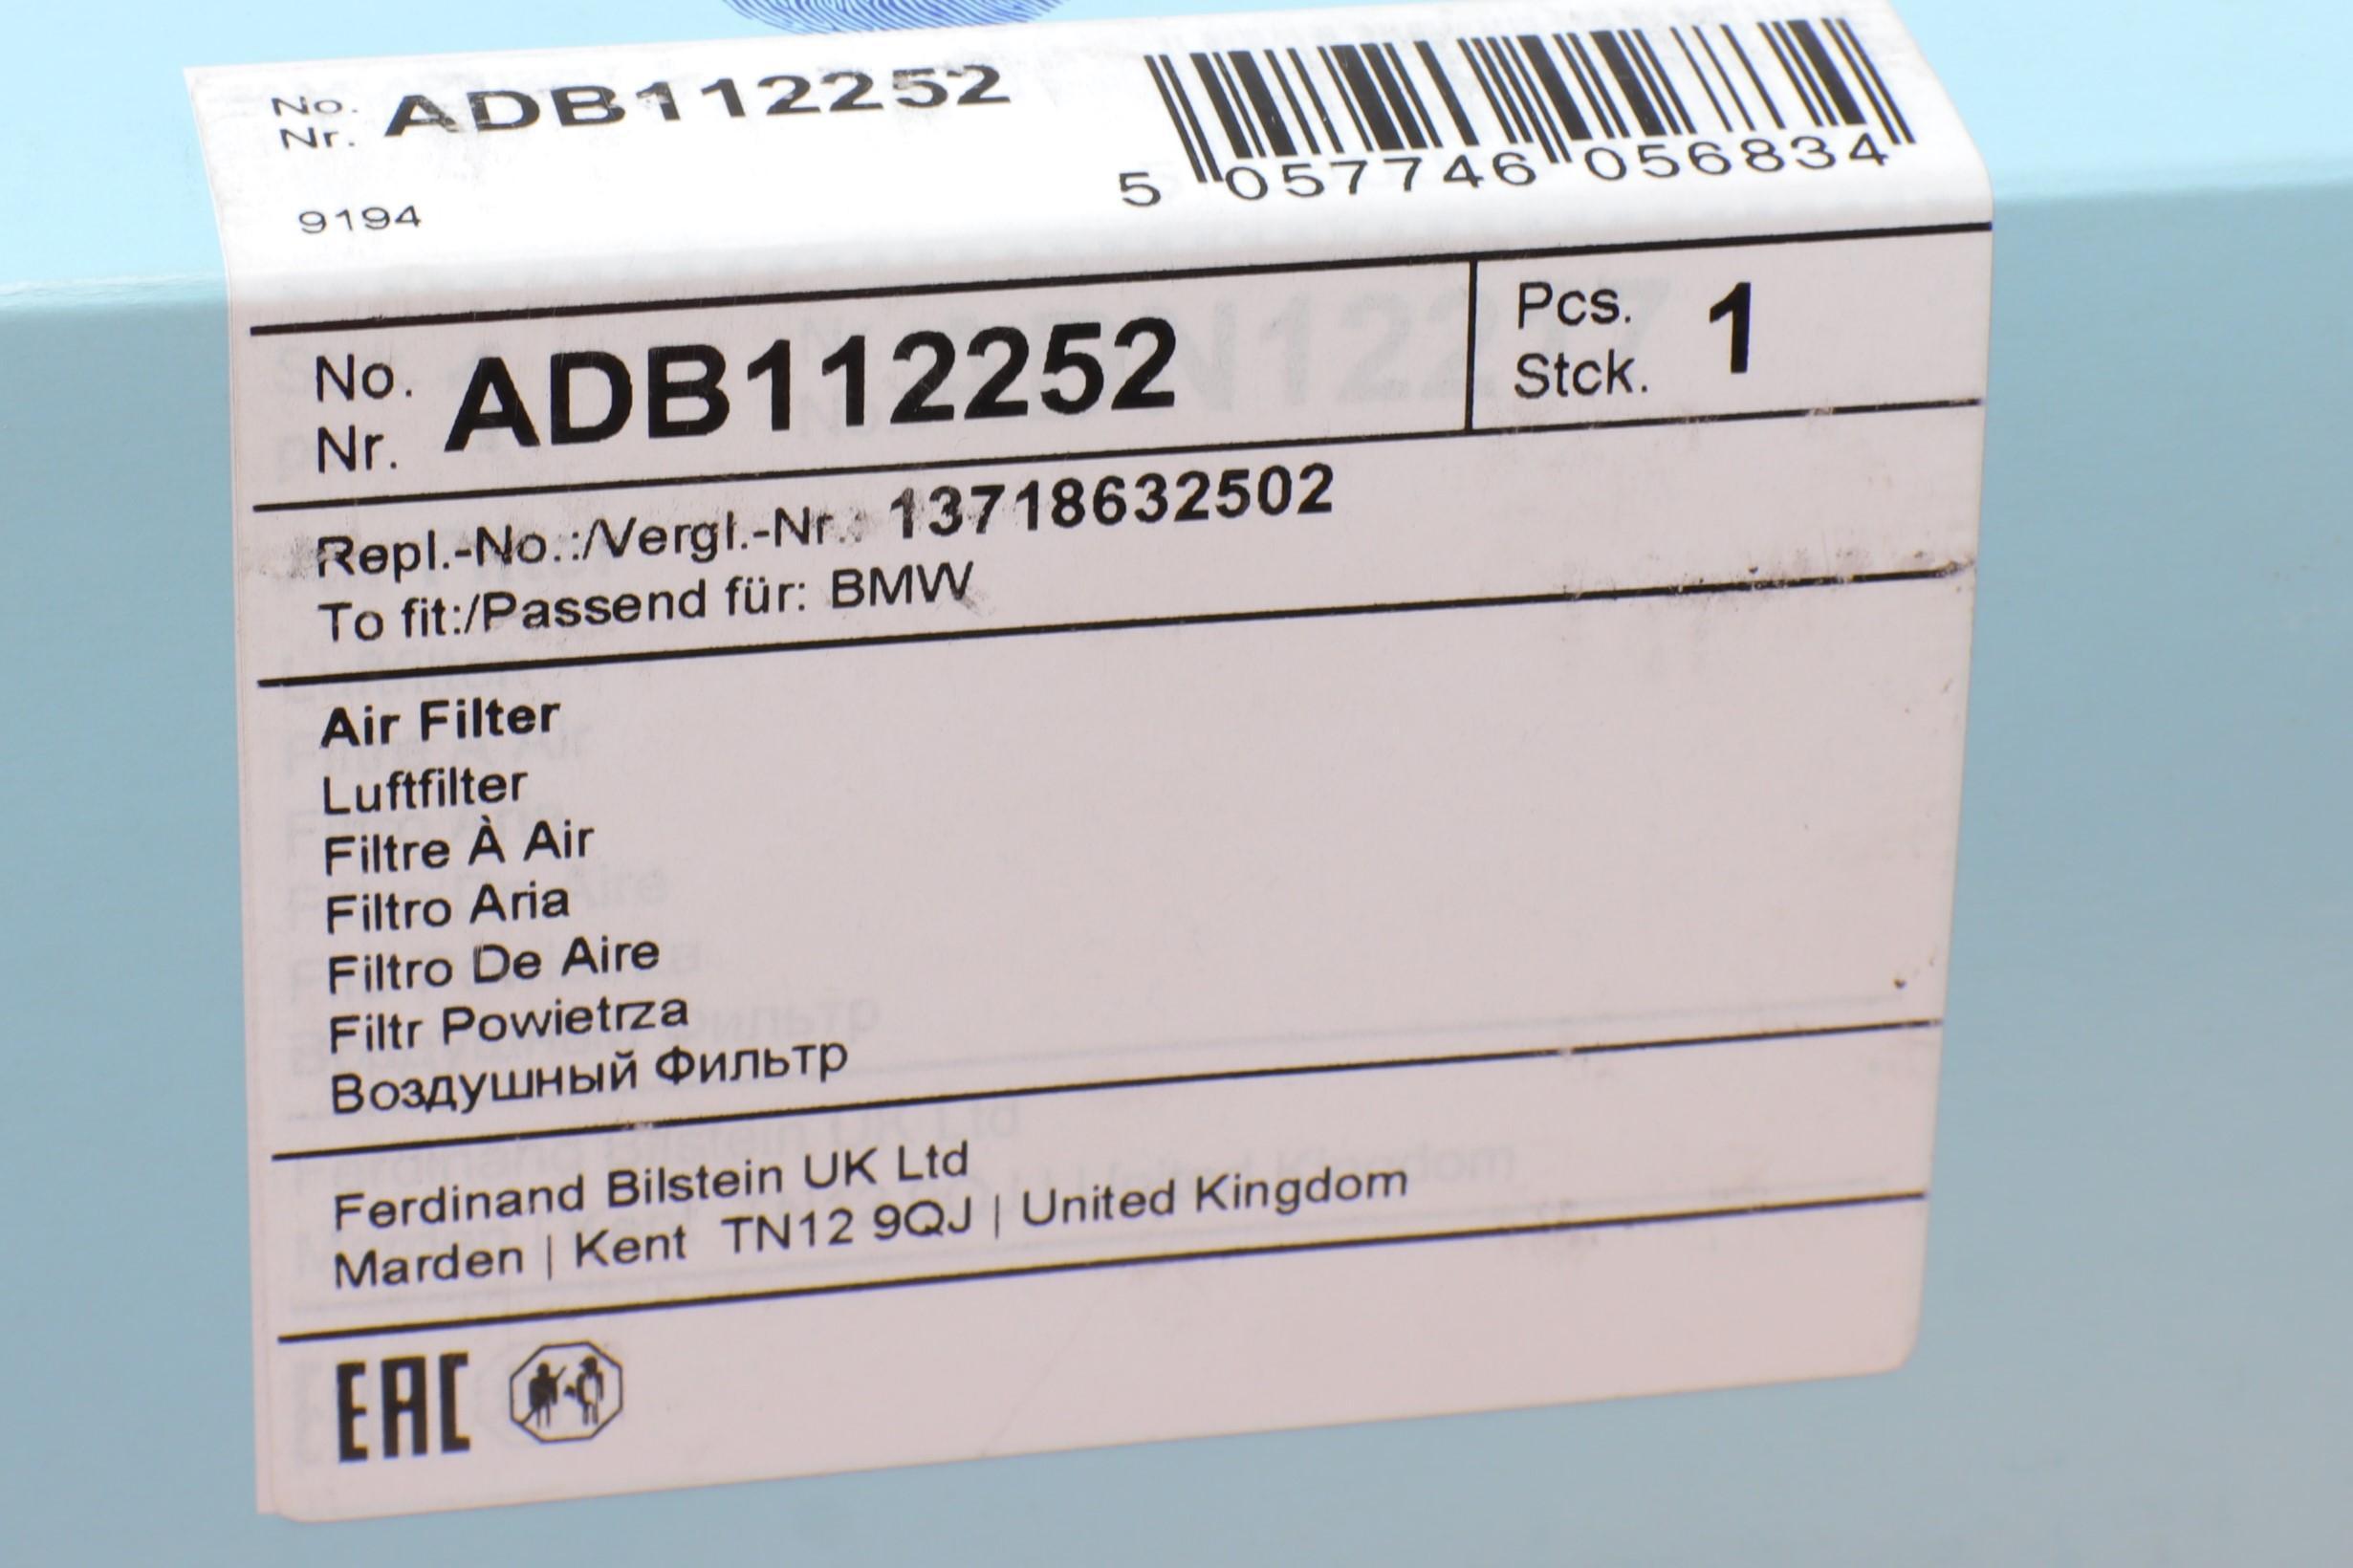 No.
Nr. ADB112252
9194
5 057746 056834
No.
Nr. ADB112252
Pcs.
Stck. 1
Repl.-No.:/Vergl.-Nr.: 13718632502
To fit:/Passend für: BMW
Air Filter
Luftfilter
Filtre À Air
Filtro Aria
Filtro De Aire
Filtr Powietrza
Воздушный Фильтр
Ferdinand Bilstein UK Ltd
Marden | Kent TN12 9QJ | United Kingdom
EAC